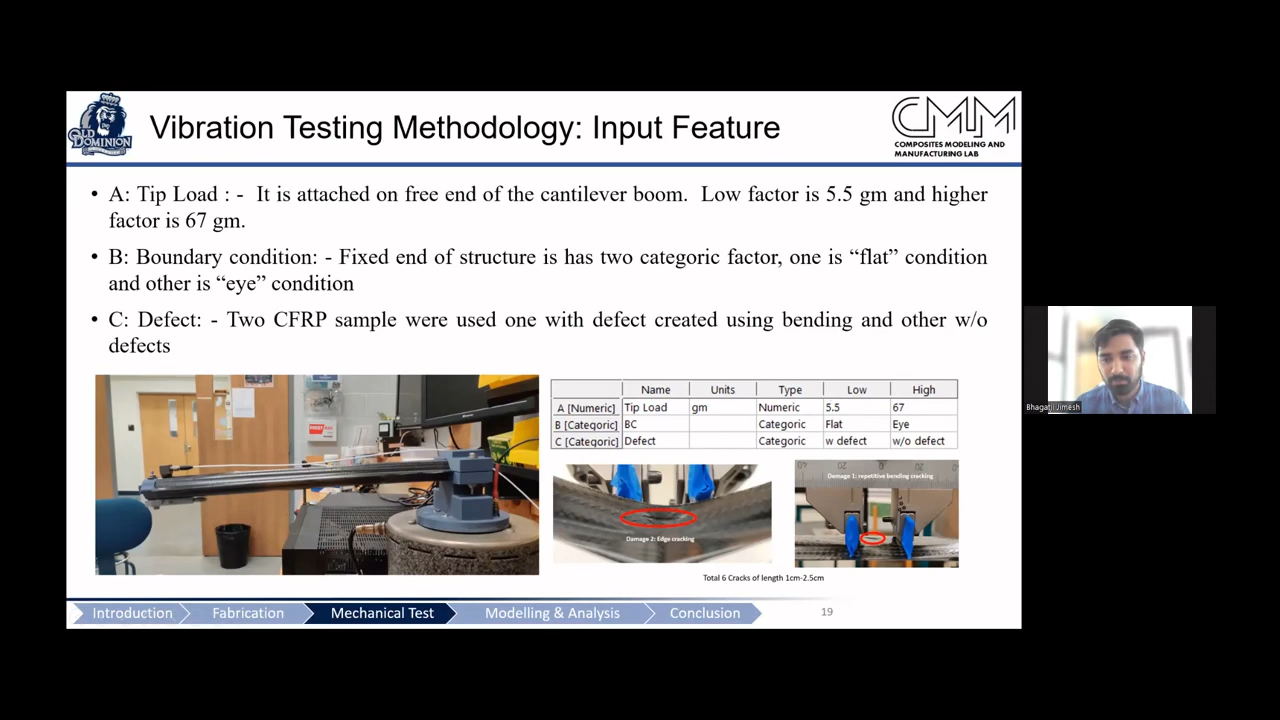 OLD DOMINION
Vibration Testing Methodology: Input Feature
CMM
COMPOSITES MODELING AND
MANUFACTURING LAB
• A: Tip Load : - It is attached on free end of the cantilever boom. Low factor is 5.5 gm and higher
factor is 67 gm.
• B: Boundary condition: - Fixed end of structure is has two categoric factor, one is “flat” condition
and other is “eye” condition
• C: Defect: - Two CFRP sample were used one with defect created using bending and other w/o
defects
Name Units Type Low High
A [Numeric] Tip Load gm Numeric 5.5 67
B [Categoric] BC Categoric Flat Eye
C [Categoric] Defect Categoric w defect w/o defect
Damage 2: Edge cracking
Damage 1: repetitive bending cracking
Total 6 Cracks of length 1cm-2.5cm
Introduction Fabrication Mechanical Test Modelling & Analysis Conclusion 19
Bhagatji Jimesh